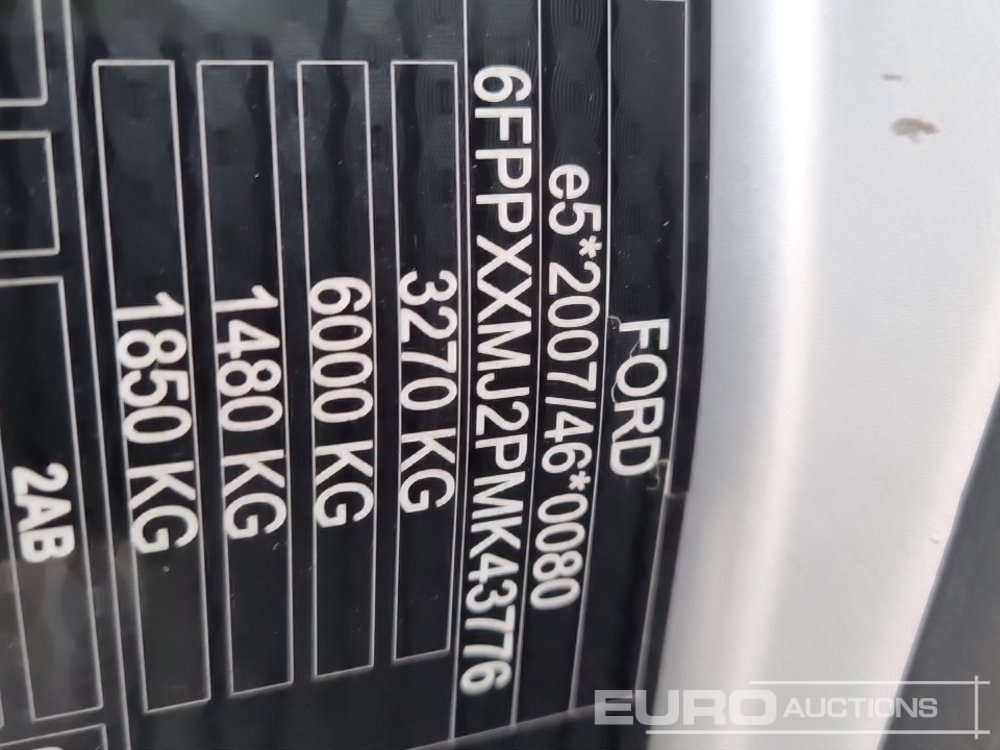 FORD
e5*2007/46*0080
6FPPXXMJ2PMK43776
3270 KG
6000 KG
1480 KG
1850 KG
2AB
EURO AUCTIONS